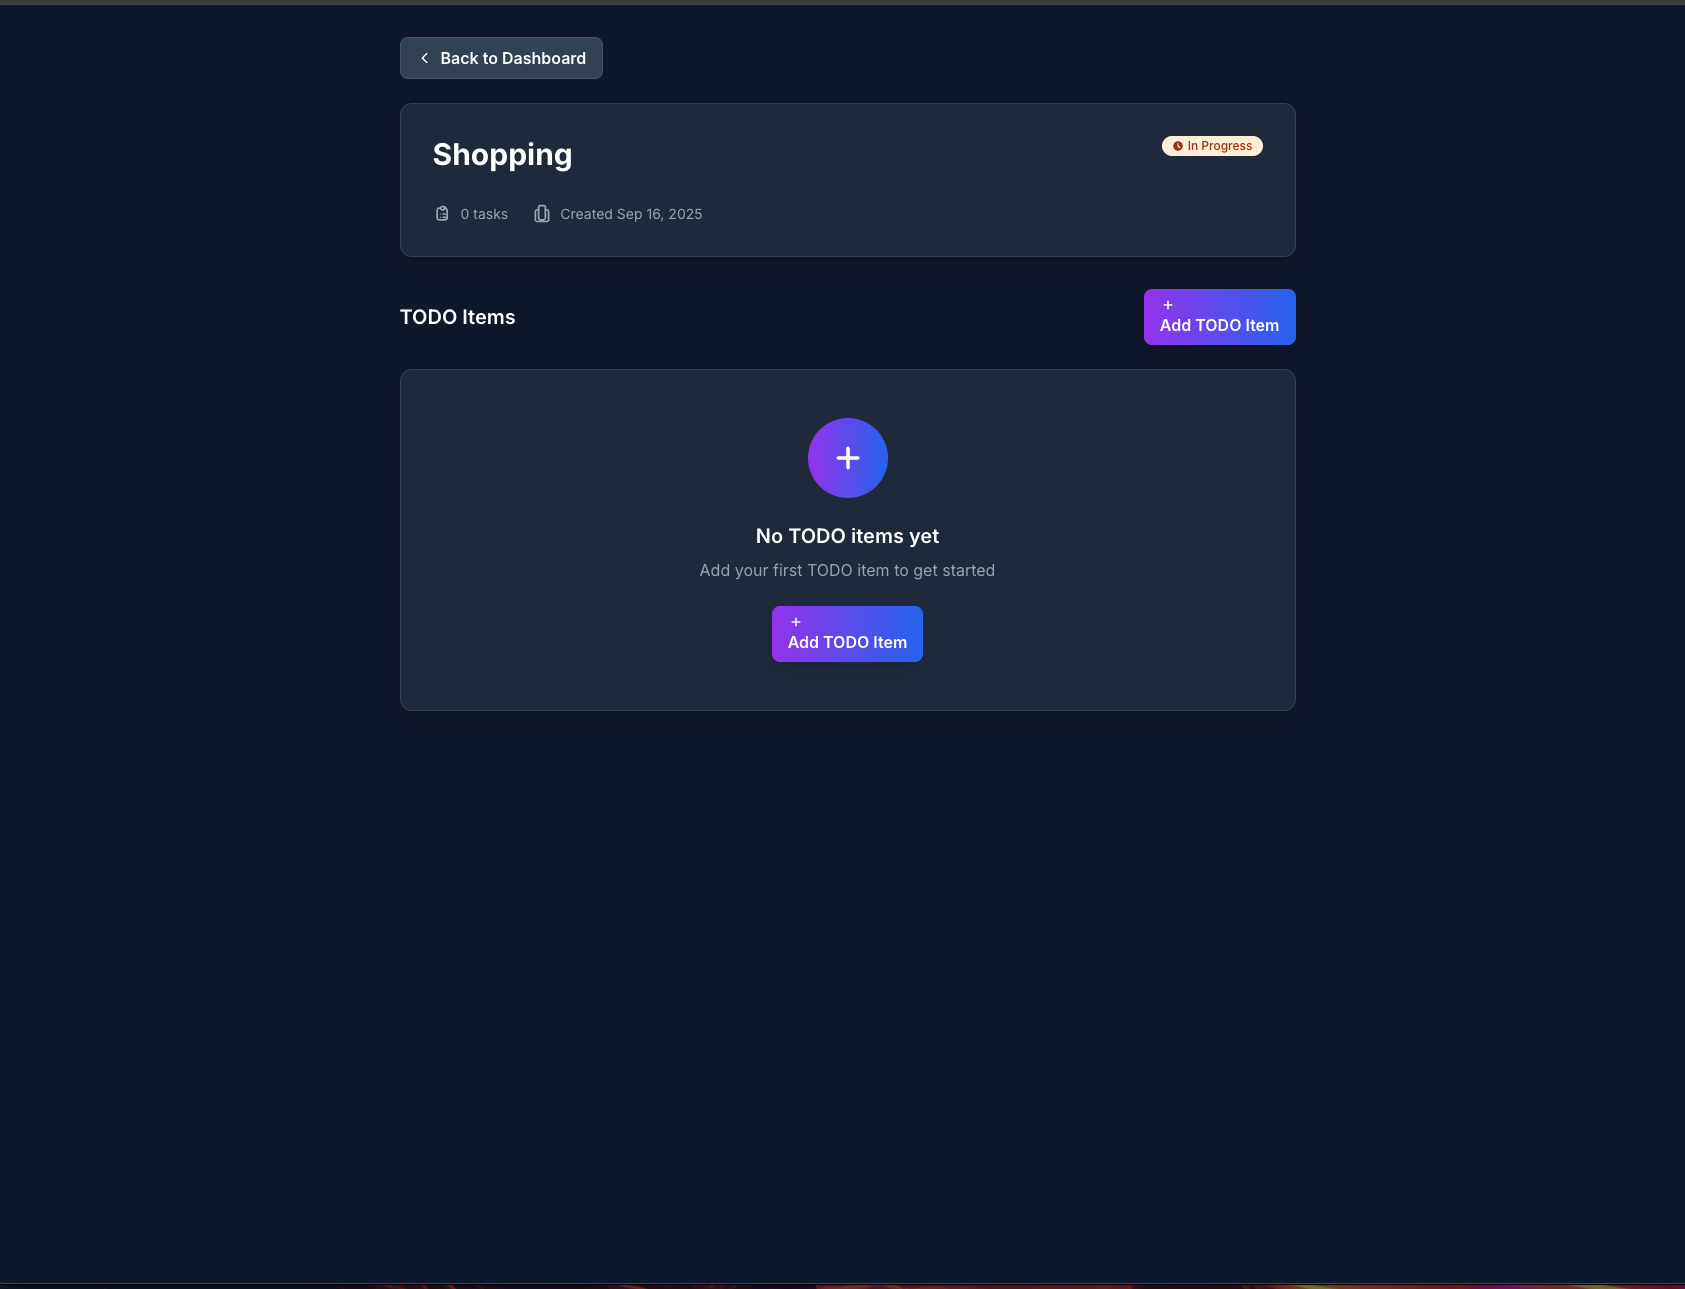 Back to Dashboard
Shopping
In Progress
0 tasks
Created Sep 16, 2025
TODO Items
+
Add TODO Item
No TODO items yet
Add your first TODO item to get started
+
Add TODO Item